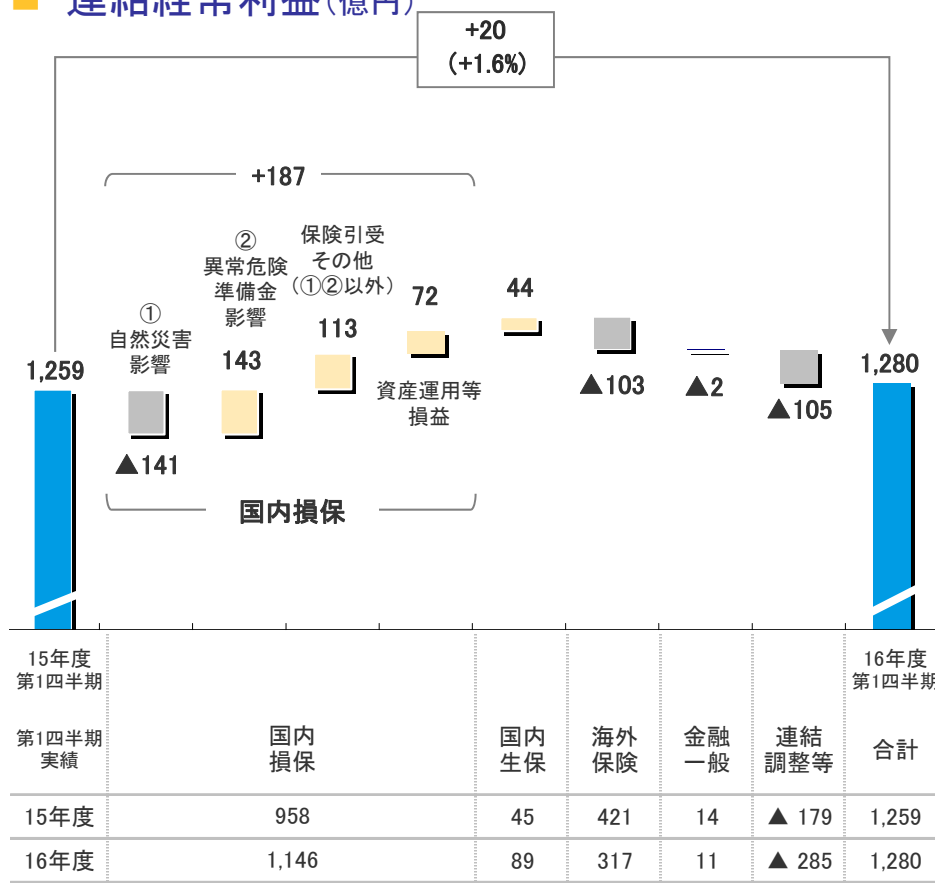 ■ 連結経常利益(億円)
+20
(+1.6%)
+187
①
自然災害
影響
②
異常危険
準備金
影響
保険引受
その他
(①②以外)
1,259
▲141
143
113
72
資産運用等
損益
44
▲103
▲2
▲105
1,280
国内損保
15年度
第1四半期
16年度
第1四半期
第1四半期
実績
国内
損保
国内
生保
海外
保険
金融
一般
連結
調整等
合計
15年度 958 45 421 14 ▲ 179 1,259
16年度 1,146 89 317 11 ▲ 285 1,280